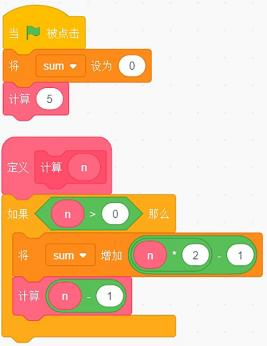 当 被点击
将 sum 设为 0
计算 5
定义 计算 n
如果 n > 0 那么
将 sum 增加 n * 2 - 1
计算 n - 1